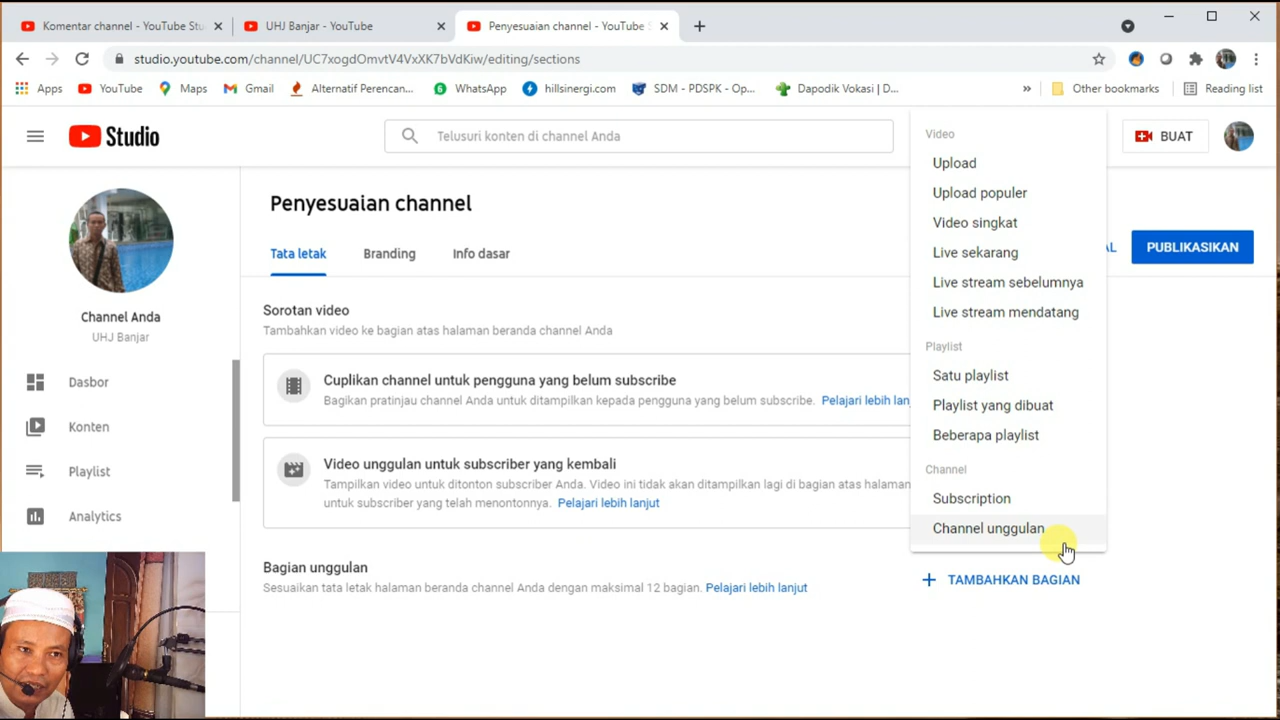 Komentar channel - YouTube Stu
UHJ Banjar - YouTube
Penyesuaian channel - YouTube S
studio.youtube.com/channel/UC7xogdOmvtV4VxXK7bVdKiw/editing/sections
Apps
YouTube
Maps
Gmail
Alternatif Perencan...
WhatsApp
hillsinergi.com
SDM - PDSPK - Op...
Dapodik Vokasi | D...
»
Other bookmarks
Reading list
Studio
Telusuri konten di channel Anda
BUAT
Channel Anda
UHJ Banjar
Dasbor
Konten
Playlist
Analytics
Penyesuaian channel
Tata letak
Branding
Info dasar
AL
PUBLIKASIKAN
Sorotan video
Tambahkan video ke bagian atas halaman beranda channel Anda
Cuplikan channel untuk pengguna yang belum subscribe
Bagikan pratinjau channel Anda untuk ditampilkan kepada pengguna yang belum subscribe. Pelajari lebih lan
Video unggulan untuk subscriber yang kembali
Tampilkan video untuk ditonton subscriber Anda. Video ini tidak akan ditampilkan lagi di bagian atas halaman
untuk subscriber yang telah menontonnya. Pelajari lebih lanjut
Bagian unggulan
Sesuaikan tata letak halaman beranda channel Anda dengan maksimal 12 bagian. Pelajari lebih lanjut
Video
Upload
Upload populer
Video singkat
Live sekarang
Live stream sebelumnya
Live stream mendatang
Playlist
Satu playlist
Playlist yang dibuat
Beberapa playlist
Channel
Subscription
Channel unggulan
+ TAMBAHKAN BAGIAN